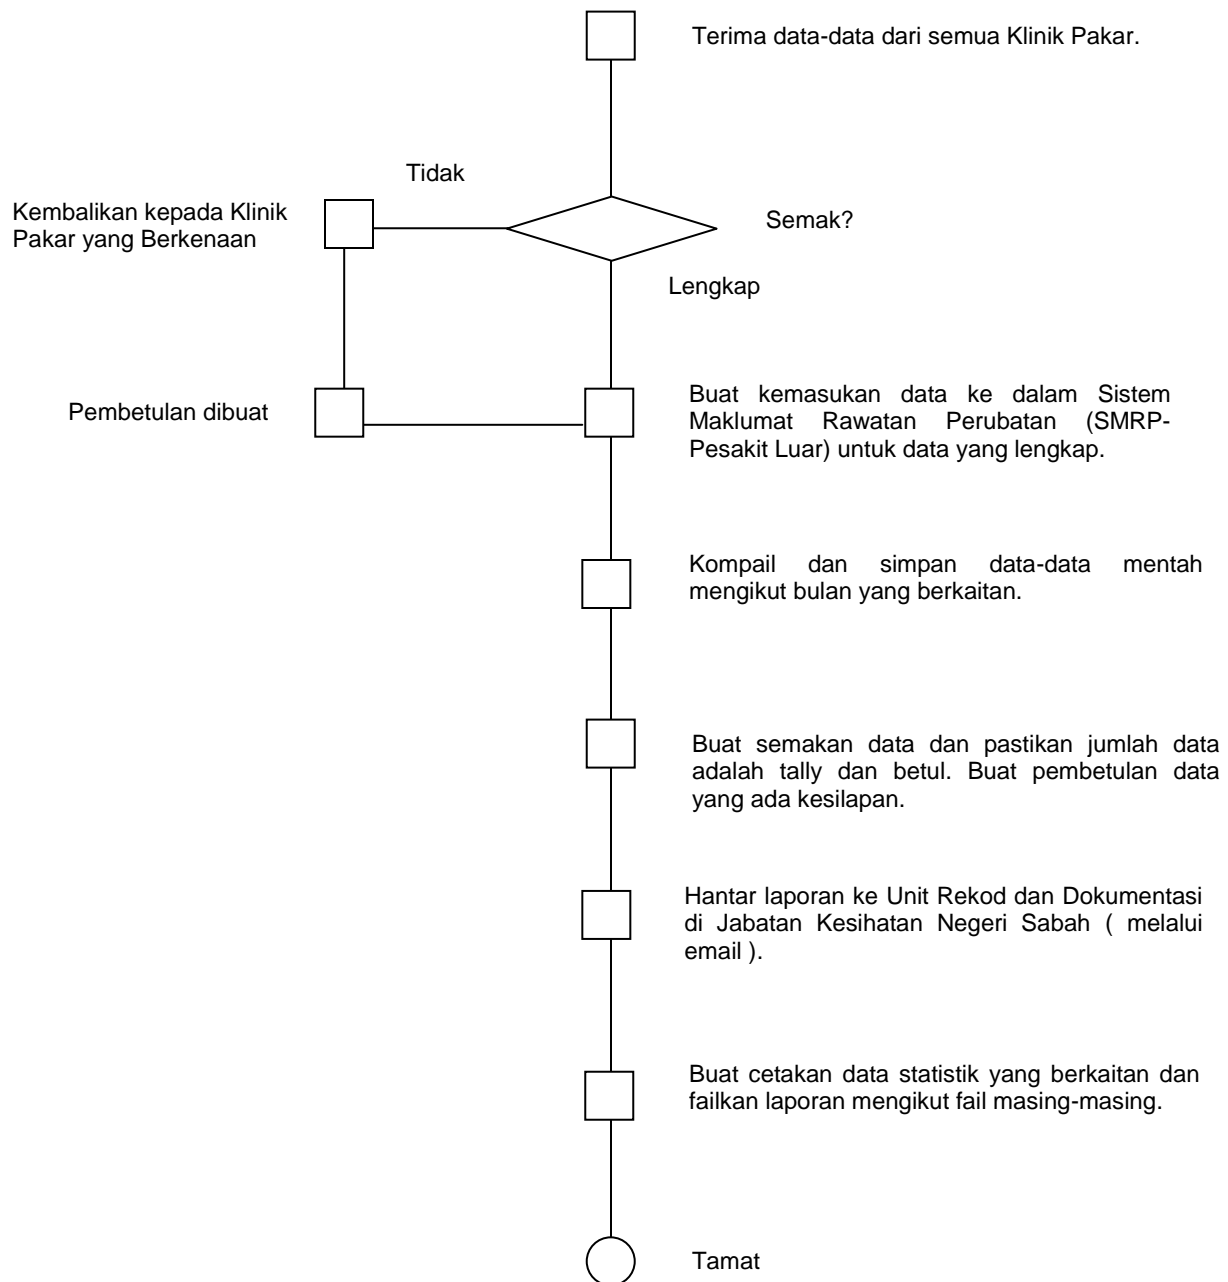 Terima data-data dari semua Klinik Pakar.
Tidak
Kembalikan kepada Klinik
Pakar yang Berkenaan
Semak?
Lengkap
Pembetulan dibuat
Buat kemasukan data ke dalam Sistem
Maklumat Rawatan Perubatan (SMRP-
Pesakit Luar) untuk data yang lengkap.
Kompail dan simpan data-data mentah
mengikut bulan yang berkaitan.
Buat semakan data dan pastikan jumlah data
adalah tally dan betul. Buat pembetulan data
yang ada kesilapan.
Hantar laporan ke Unit Rekod dan Dokumentasi
di Jabatan Kesihatan Negeri Sabah ( melalui
email ).
Buat cetakan data statistik yang berkaitan dan
failkan laporan mengikut fail masing-masing.
Tamat